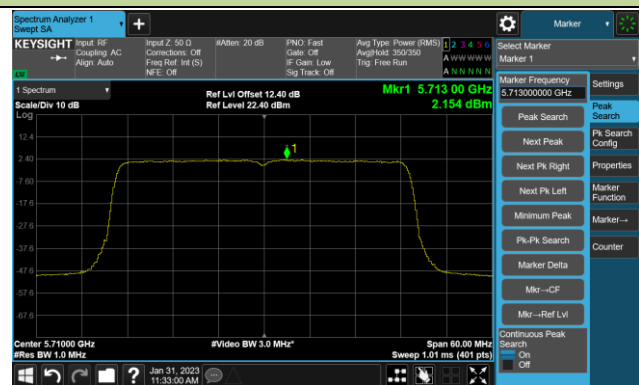 Spectrum Analyzer 1
Swept SA
Marker
KEYSIGHT
Input: RF
Coupling: AC
Align: Auto
Input Z: 50 Ω
Corrections: Off
Freq Ref: Int (S)
NFE: Off
#Atten: 20 dB
PNO: Fast
Gate: Off
IF Gain: Low
Sig Track: Off
Avg Type: Power (RMS)
Avg|Hold: 350/350
Trig: Free Run
1 2 3 4 5 6
A W W W W W
A N N N N N
Select Marker
Marker 1
LW
1 Spectrum
Scale/Div 10 dB
Log
Ref Lvl Offset 12.40 dB
Ref Level 22.40 dBm
Mkr1 5.713 00 GHz
2.154 dBm
1
12.4
2.40
-7.60
-17.6
-27.6
-37.6
-47.6
-57.6
-67.6
Center 5.71000 GHz
#Res BW 1.0 MHz
#Video BW 3.0 MHz*
Span 60.00 MHz
Sweep 1.01 ms (401 pts)
Marker Frequency
5.713000000 GHz
Peak Search
Next Peak
Next Pk Right
Next Pk Left
Minimum Peak
Pk-Pk Search
Marker Delta
Mkr→CF
Mkr→Ref Lvl
Continuous Peak
Search
On
Off
Settings
Peak
Search
Pk Search
Config
Properties
Marker
Function
Marker→
Counter
Jan 31, 2023
11:33:00 AM